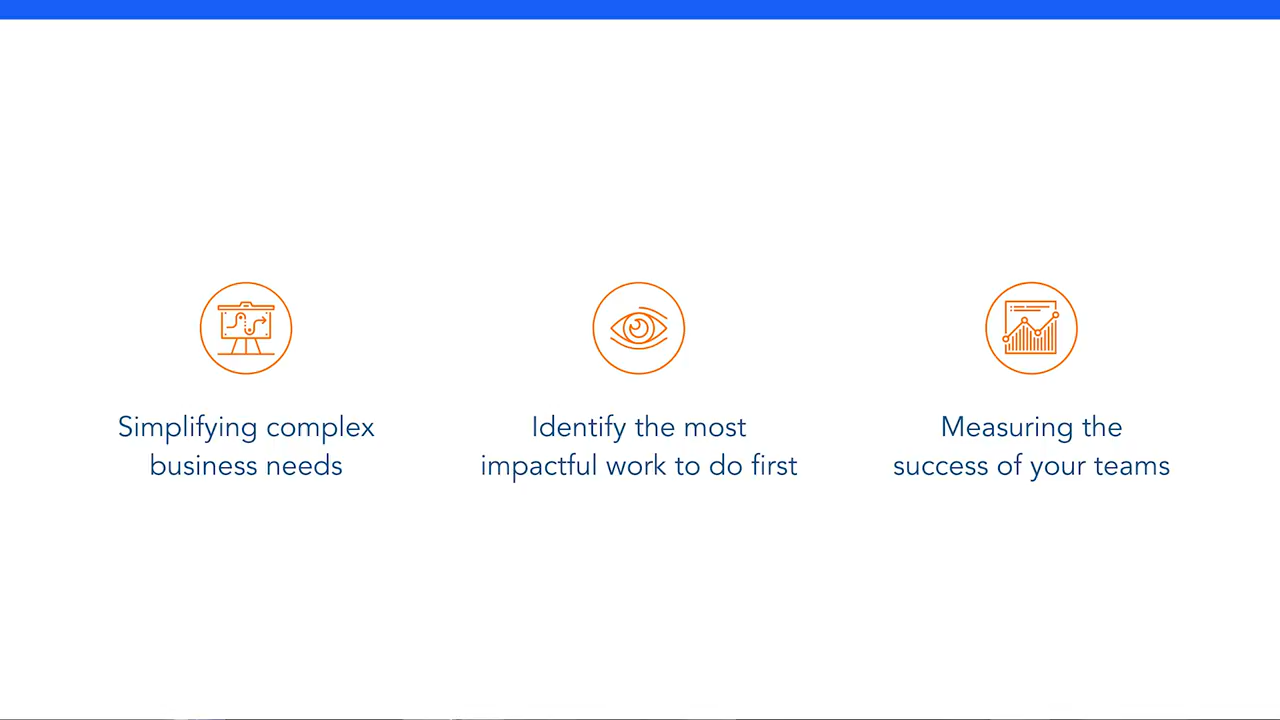 Simplifying complex
business needs
Identify the most
impactful work to do first
Measuring the
success of your teams